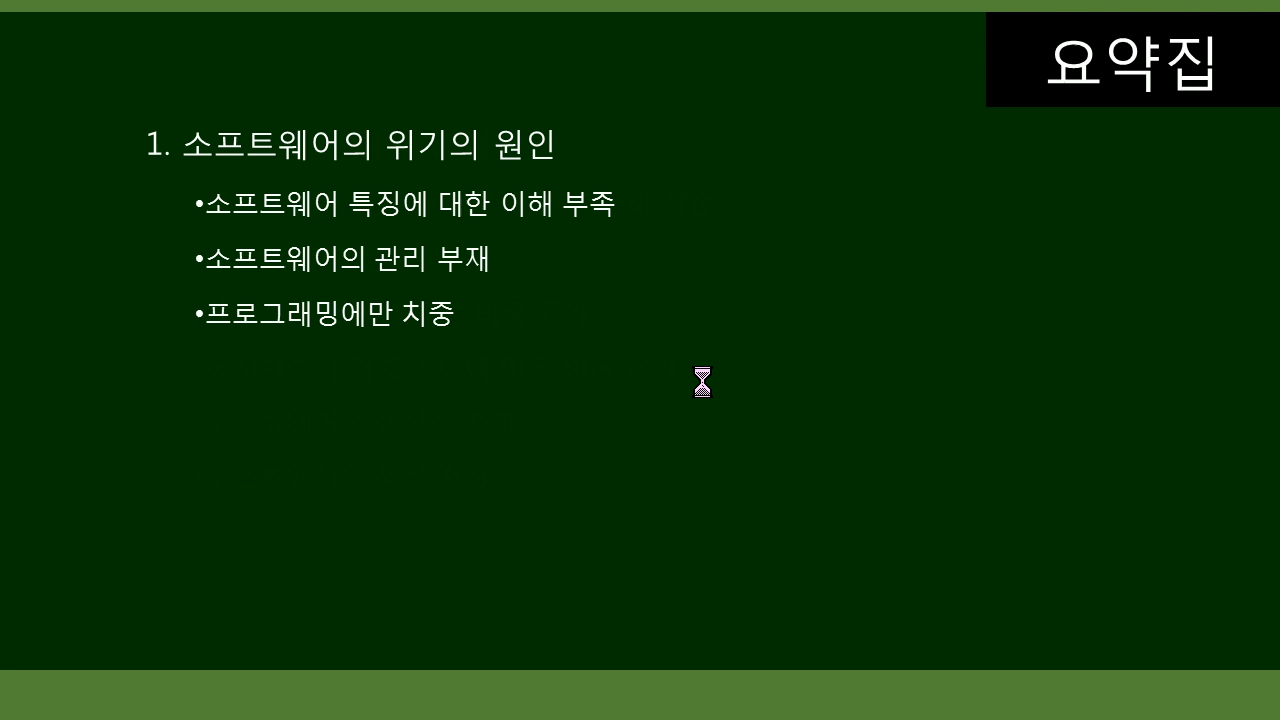 요약집
1. 소프트웨어의 위기의 원인
•소프트웨어 특징에 대한 이해 부족
•소프트웨어의 관리 부재
•프로그래밍에만 치중